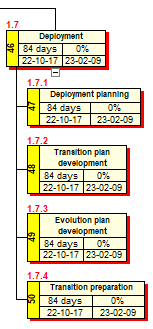 1.7
46
Deployment
84 days 0%
22-10-17 23-02-09
1.7.1
47
Deployment planning
84 days 0%
22-10-17 23-02-09
1.7.2
48
Transition plan
development
84 days 0%
22-10-17 23-02-09
1.7.3
49
Evolution plan
development
84 days 0%
22-10-17 23-02-09
1.7.4
50
Transition preparation
84 days 0%
22-10-17 23-02-09